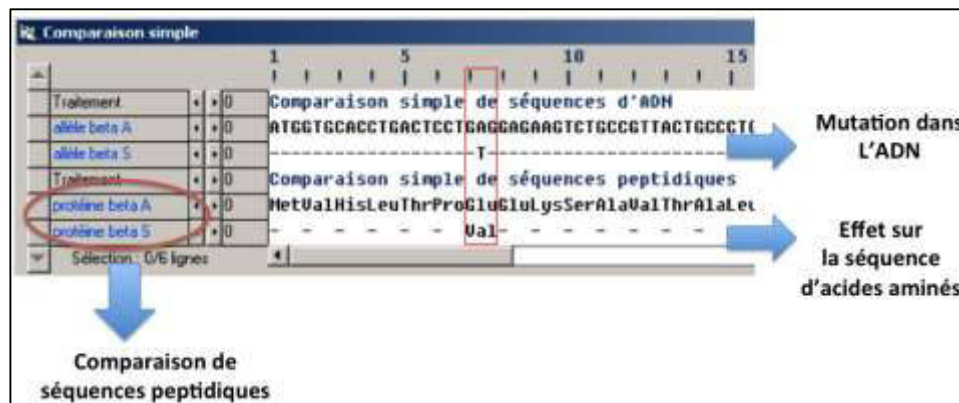 Comparaison simple
1 5 10 15
Traitement 0 Comparaison simple de séquences d'ADN
allèle beta A 0 ATGGTGCACCTGACTCCTGAGGAGAAGTCTGCCGTTACTGCCCTG
allèle beta S 0 -------------------T-------------------------
Traitement 0 Comparaison simple de séquences peptidiques
protéine beta A 0 MetValHisLeuThrProGluGluLysSerAlaValThrAlaLeu
protéine beta S 0 - - - - - - Val- - - - - - - -
Sélection : 0/6 lignes
Mutation dans
L'ADN
Effet sur
la séquence
d'acides aminés
Comparaison de
séquences peptidiques